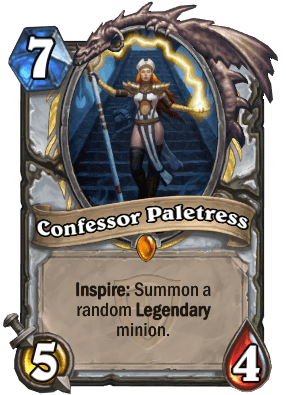 7
Confessor Paletress
Inspire: Summon a
random Legendary
minion.
5
4